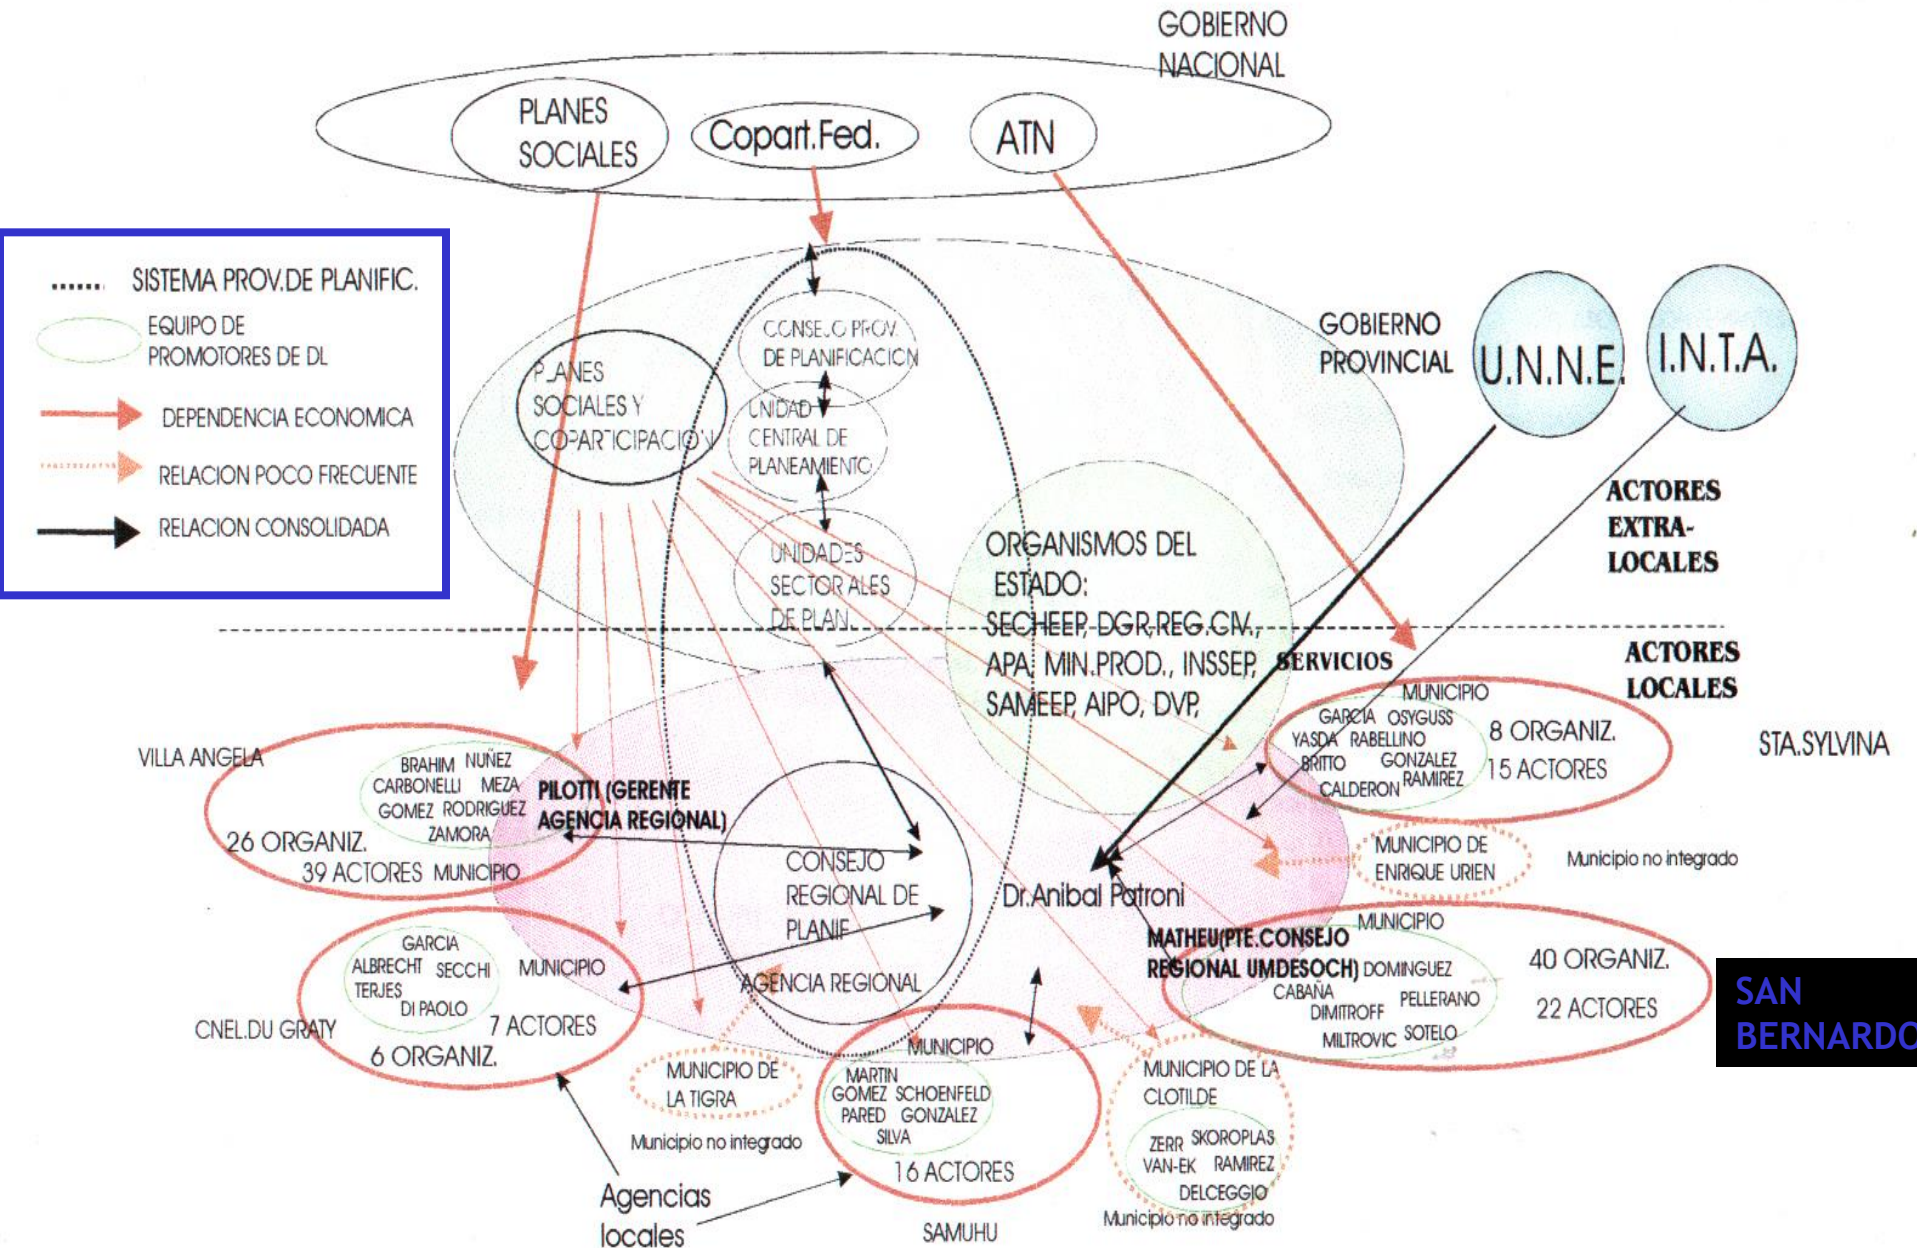 GOBIERNO
NACIONAL
PLANES
SOCIALES
Copart.Fed.
ATN
SISTEMA PROV.DE PLANIFIC.
EQUIPO DE
PROMOTORES DE DL
DEPENDENCIA ECONOMICA
RELACION POCO FRECUENTE
RELACION CONSOLIDADA
CONSEJO PROV.
DE PLANIFICACION
PLANES
SOCIALES Y
COPARTICIPACION
UNIDAD
CENTRAL DE
PLANEAMIENTO
UNIDADES
SECTORIALES
DE PLAN.
GOBIERNO
PROVINCIAL
U.N.N.E.
I.N.T.A.
ACTORES
EXTRA-
LOCALES
ORGANISMOS DEL
ESTADO:
SECHEEP, DGR,REG.CIV.,
APA, MIN.PROD., INSSEP,
SAMEEP, AIPO, DVP,
SERVICIOS
ACTORES
LOCALES
MUNICIPIO
GARCIA OSYGUSS
YASDA RABELLINO
BRITTO GONZALEZ
CALDERON RAMIREZ
8 ORGANIZ.
15 ACTORES
STA.SYLVINA
VILLA ANGELA
BRAHIM NUÑEZ
CARBONELLI MEZA
GOMEZ RODRIGUEZ
ZAMORA
PILOTTI (GERENTE
AGENCIA REGIONAL)
26 ORGANIZ.
39 ACTORES MUNICIPIO
CONSEJO
REGIONAL DE
PLANIF
AGENCIA REGIONAL
Dr.Anibal Patroni
MUNICIPIO DE
ENRIQUE URIEN
Municipio no integrado
MUNICIPIO
MATHEU(PTE.CONSEJO
REGIONAL UMDESOCH) DOMINGUEZ
CABAÑA
DIMITROFF PELLERANO
MILTROVIC SOTELO
40 ORGANIZ.
22 ACTORES
SAN
BERNARDO
GARCIA
ALBRECHT SECCHI
TERJES
DI PAOLO
MUNICIPIO
7 ACTORES
6 ORGANIZ.
CNEL.DU GRATY
MUNICIPIO DE
LA TIGRA
Municipio no integrado
MUNICIPIO
MARTIN
GOMEZ SCHOENFELD
PARED GONZALEZ
SILVA
16 ACTORES
SAMUHU
MUNICIPIO DE LA
CLOTILDE
ZERR SKOROPLAS
VAN-EK RAMIREZ
DELCEGGIO
Municipio no integrado
Agencias
locales